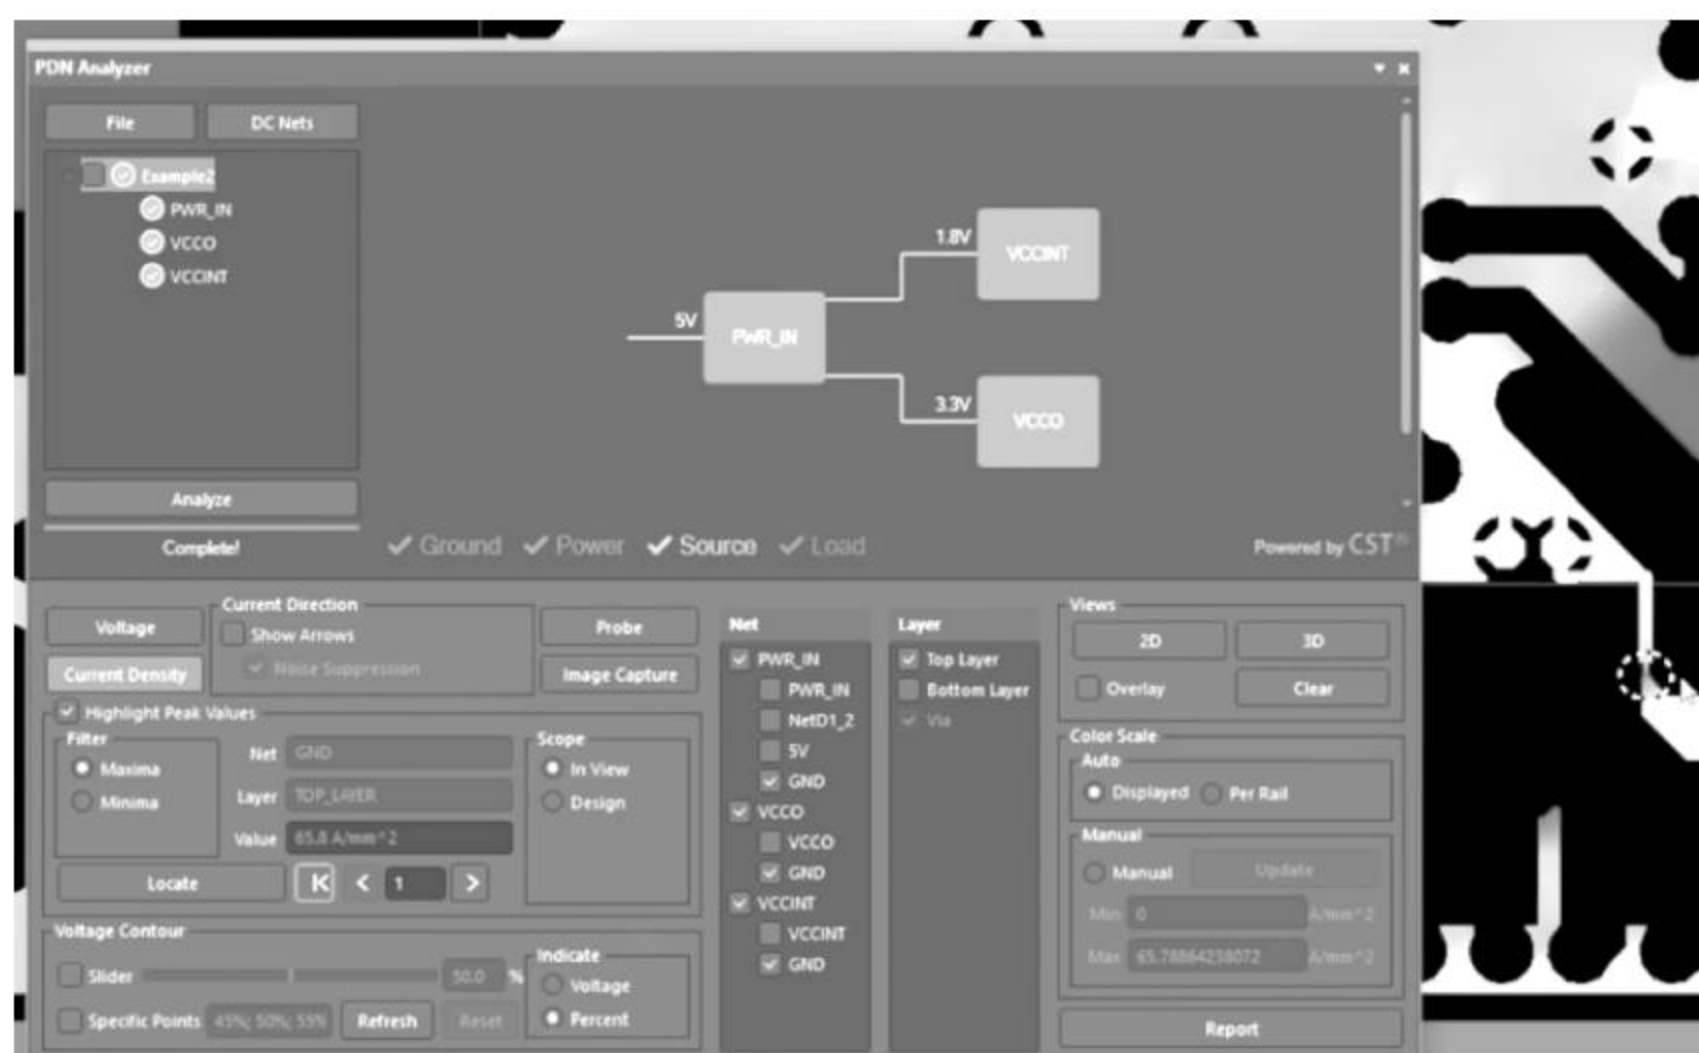 PDN Analyzer
File
DC Nets
Example2
PWR_IN
VCCO
VCCINT
1.8V
VCCINT
5V
PWR_IN
3.3V
VCCO
Analyze
Complete!
Ground
Power
Source
Load
Powered by CST
Voltage
Current Density
Current Direction
Show Arrows
Noise Suppression
Probe
Image Capture
Highlight Peak Values
Filter
Maxima
Minima
Net GND
Layer TOP_LAYER
Value 65.8 A/mm^2
Scope
In View
Design
Locate
1
Voltage Contour
Slider
50.0 %
Specific Points
45%; 50%; 55%
Refresh
Reset
Indicate
Voltage
Percent
Net
PWR_IN
PWR_IN
NetD1_2
5V
GND
VCCO
VCCO
GND
VCCINT
VCCINT
GND
Layer
Top Layer
Bottom Layer
Via
Views
2D
3D
Overlay
Clear
Color Scale
Auto
Displayed
Per Rail
Manual
Manual
Update
Min 0 A/mm^2
Max 65.78864238072 A/mm^2
Report